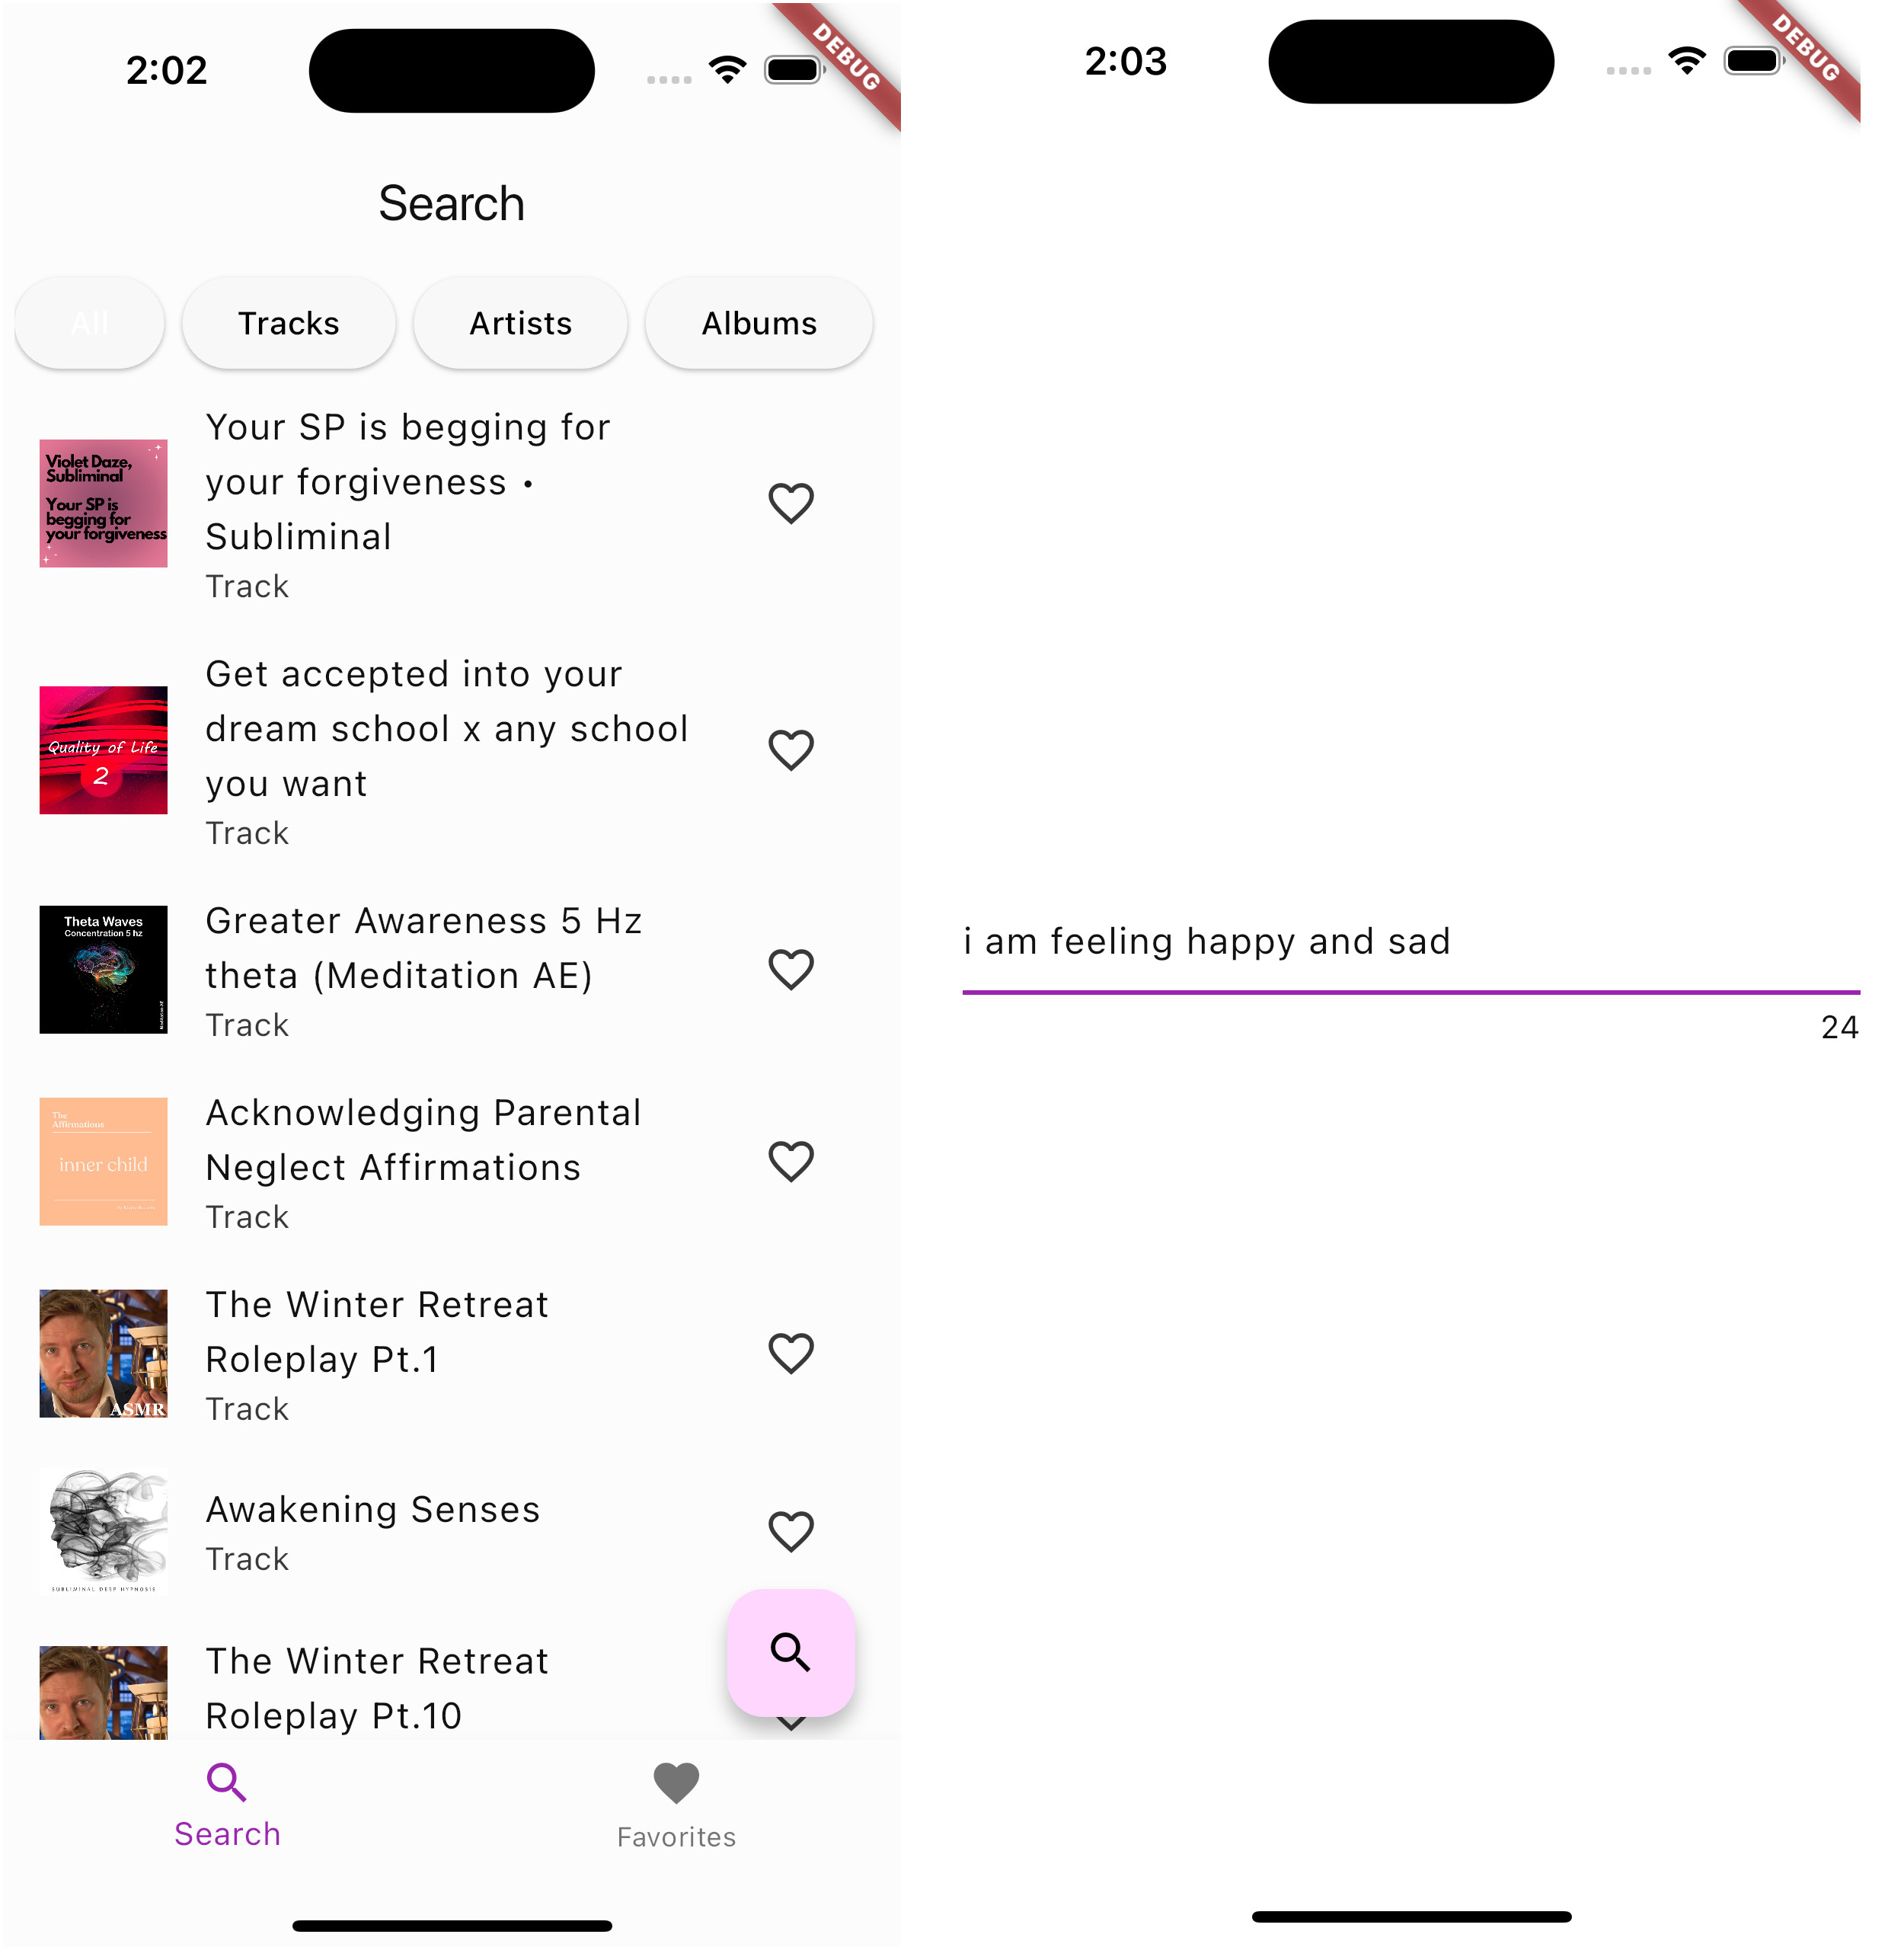 2:02
DEBUG
Search
All
Tracks
Artists
Albums
Violet Daze,
Subliminal
Your SP is
begging for
your forgiveness
Your SP is begging for
your forgiveness •
Subliminal
Track
Quality of Life
2
Get accepted into your
dream school x any school
you want
Track
Theta Waves
Concentration 5 hz
Greater Awareness 5 Hz
theta (Meditation AE)
Track
The
Affirmations
inner child
Acknowledging Parental
Neglect Affirmations
Track
ASMR
The Winter Retreat
Roleplay Pt.1
Track
SUBLIMINAL DEEP HYPNOSIS
Awakening Senses
Track
The Winter Retreat
Roleplay Pt.10
Search
Favorites
2:03
DEBUG
i am feeling happy and sad
24